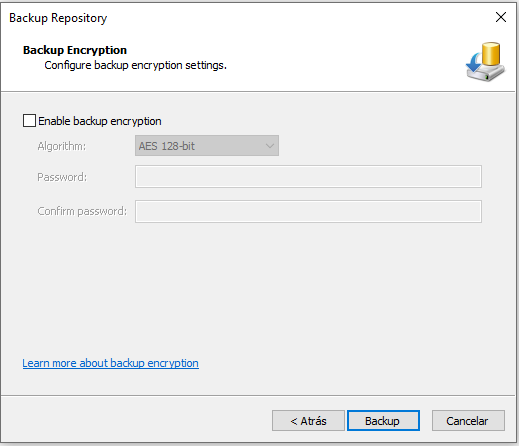 Backup Repository
Backup Encryption
Configure backup encryption settings.
Enable backup encryption
Algorithm: AES 128-bit
Password:
Confirm password:
Learn more about backup encryption
< Atrás Backup Cancelar